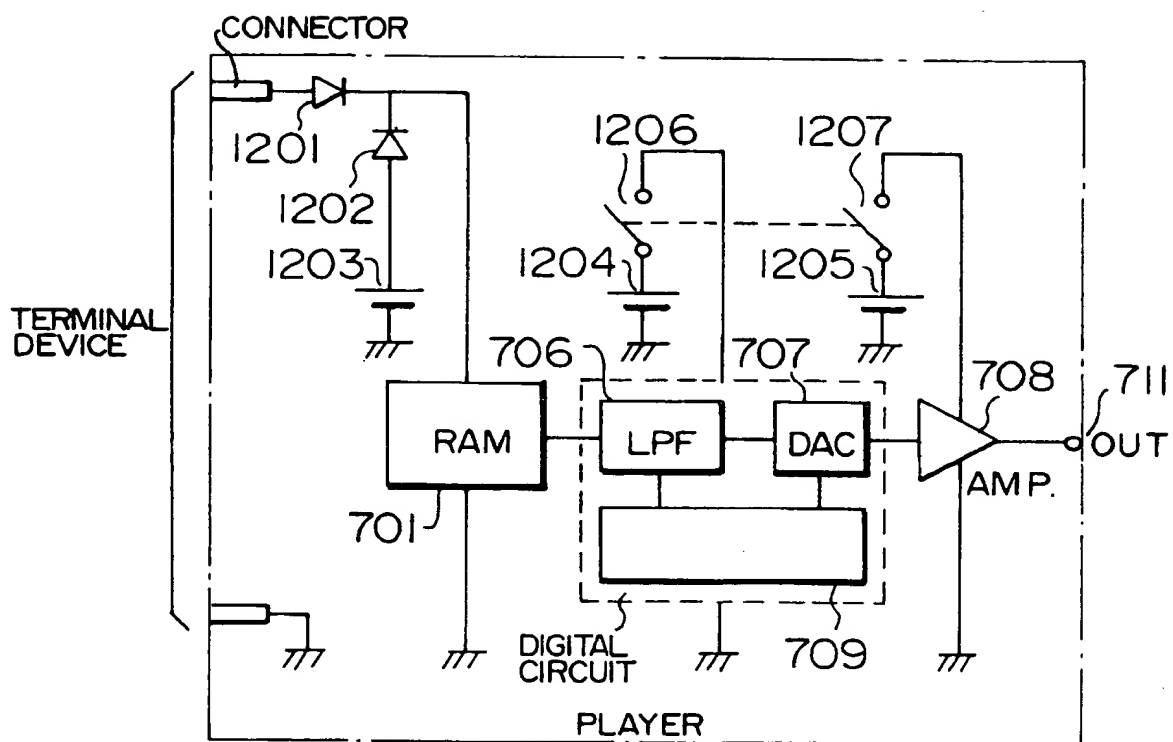 CONNECTOR
1201
1202
1203
1206
1207
1204
1205
TERMINAL
DEVICE
706
707
708
711
RAM
LPF
DAC
OUT
AMP.
701
DIGITAL
CIRCUIT
709
PLAYER